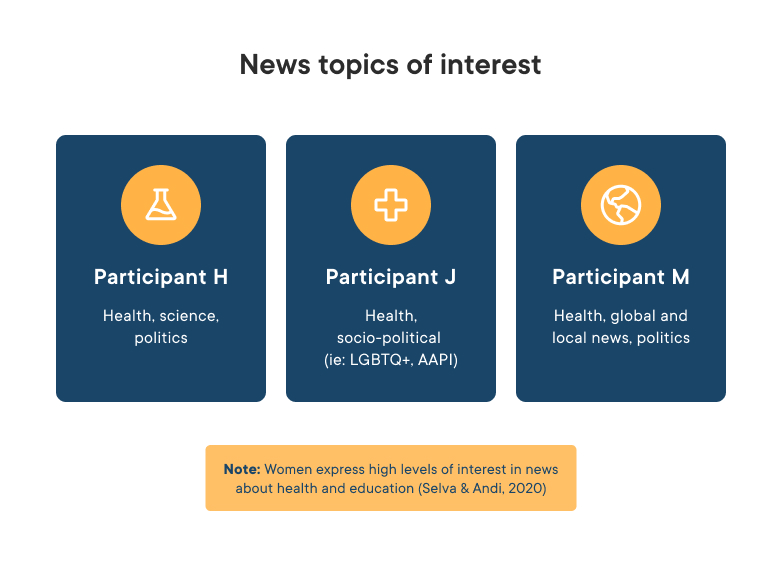 News topics of interest
Participant H
Health, science,
politics
Participant J
Health,
socio-political
(ie: LGBTQ+, AAPI)
Participant M
Health, global and
local news, politics
Note: Women express high levels of interest in news
about health and education (Selva & Andi, 2020)